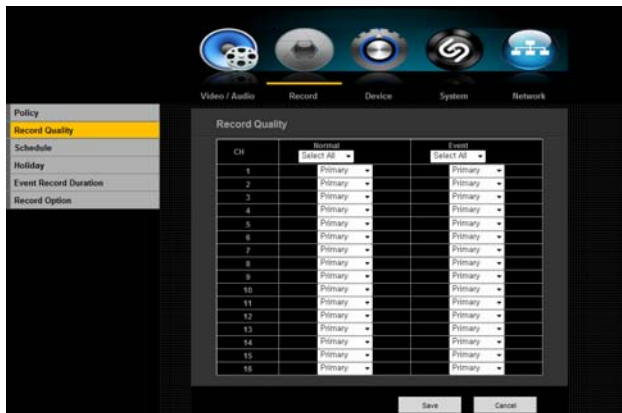 Video / Audio Record Device System Network
Policy
Record Quality
Schedule
Holiday
Event Record Duration
Record Option
Record Quality
CH Normal Event
Select All Select All
1 Primary Primary
2 Primary Primary
3 Primary Primary
4 Primary Primary
5 Primary Primary
6 Primary Primary
7 Primary Primary
8 Primary Primary
9 Primary Primary
10 Primary Primary
11 Primary Primary
12 Primary Primary
13 Primary Primary
14 Primary Primary
15 Primary Primary
16 Primary Primary
Save Cancel